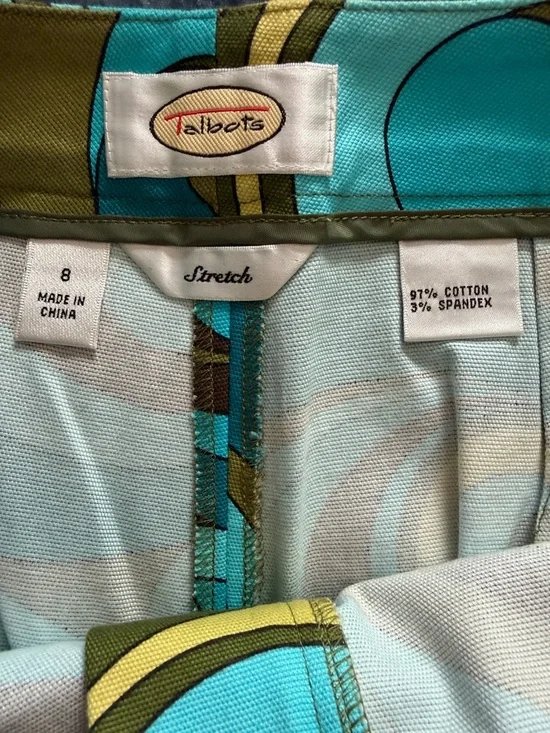 Talbots
8
MADE IN
CHINA
Stretch
97% COTTON
3% SPANDEX